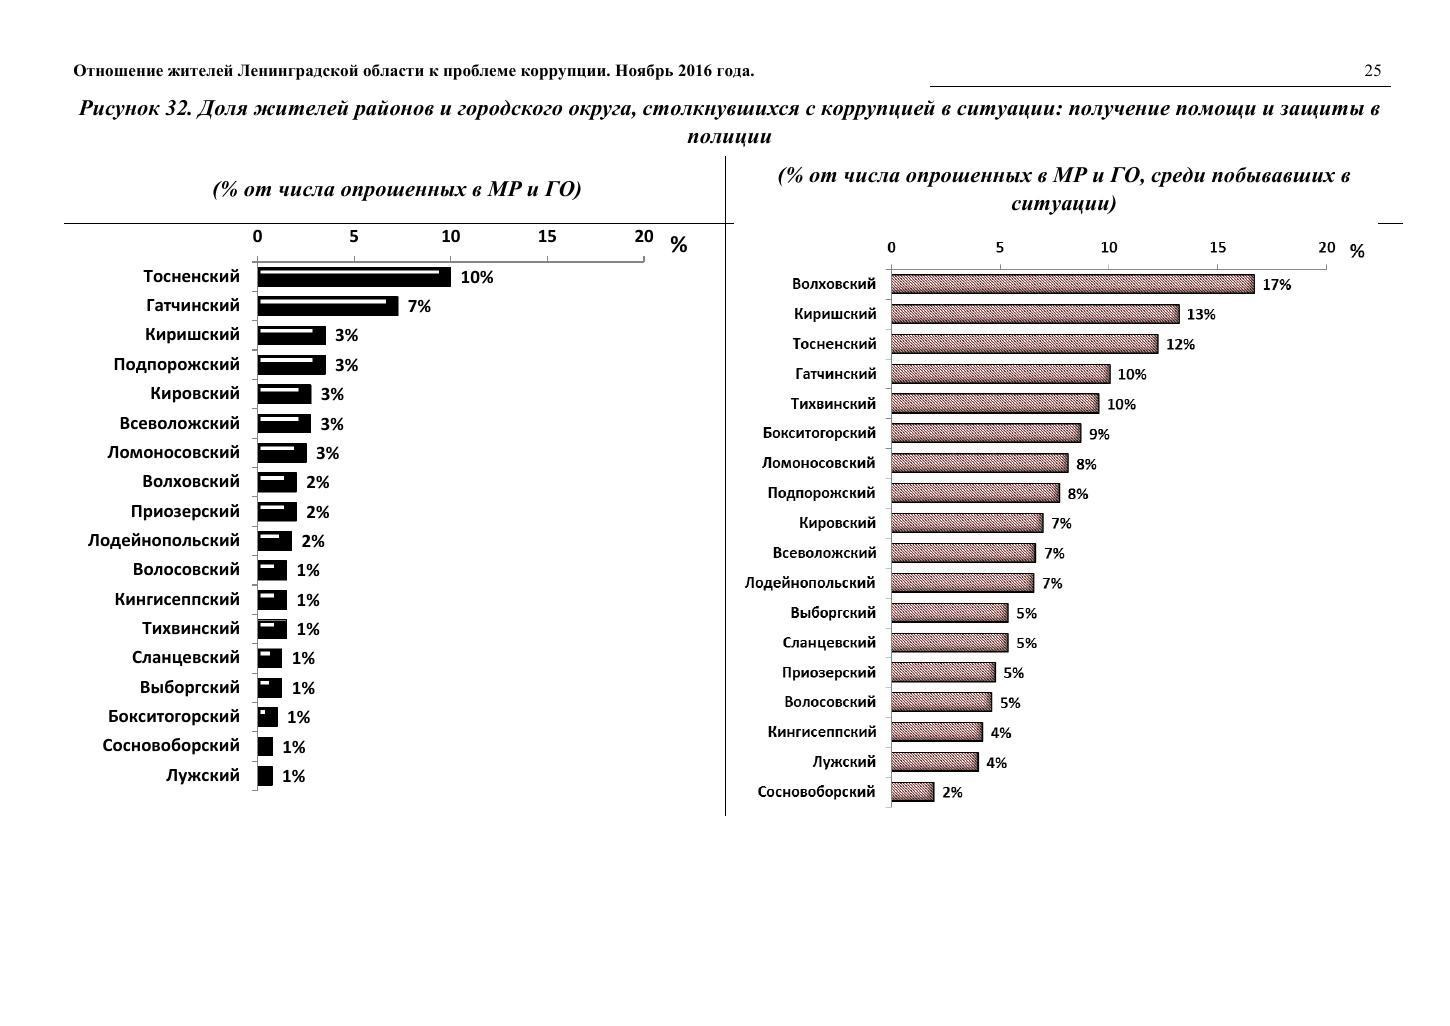 Отношение жителей Ленинградской области к проблеме коррупции. Ноябрь 2016 года. 25
Рисунок 32. Доля жителей районов и городского округа, столкнувшихся с коррупцией в ситуации: получение помощи и защиты в
полиции
(% от числа опрошенных в МР и ГО)
0 5 10 15 20 %
Тосненский 10%
Гатчинский 7%
Киришский 3%
Подпорожский 3%
Кировский 3%
Всеволожский 3%
Ломоносовский 3%
Волховский 2%
Приозерский 2%
Лодейнопольский 2%
Волосовский 1%
Кингисеппский 1%
Тихвинский 1%
Сланцевский 1%
Выборгский 1%
Бокситогорский 1%
Сосновоборский 1%
Лужский 1%
(% от числа опрошенных в МР и ГО, среди побывавших в
ситуации)
0 5 10 15 20 %
Волховский 17%
Киришский 13%
Тосненский 12%
Гатчинский 10%
Тихвинский 10%
Бокситогорский 9%
Ломоносовский 8%
Подпорожский 8%
Кировский 7%
Всеволожский 7%
Лодейнопольский 7%
Выборгский 5%
Сланцевский 5%
Приозерский 5%
Волосовский 5%
Кингисеппский 4%
Лужский 4%
Сосновоборский 2%